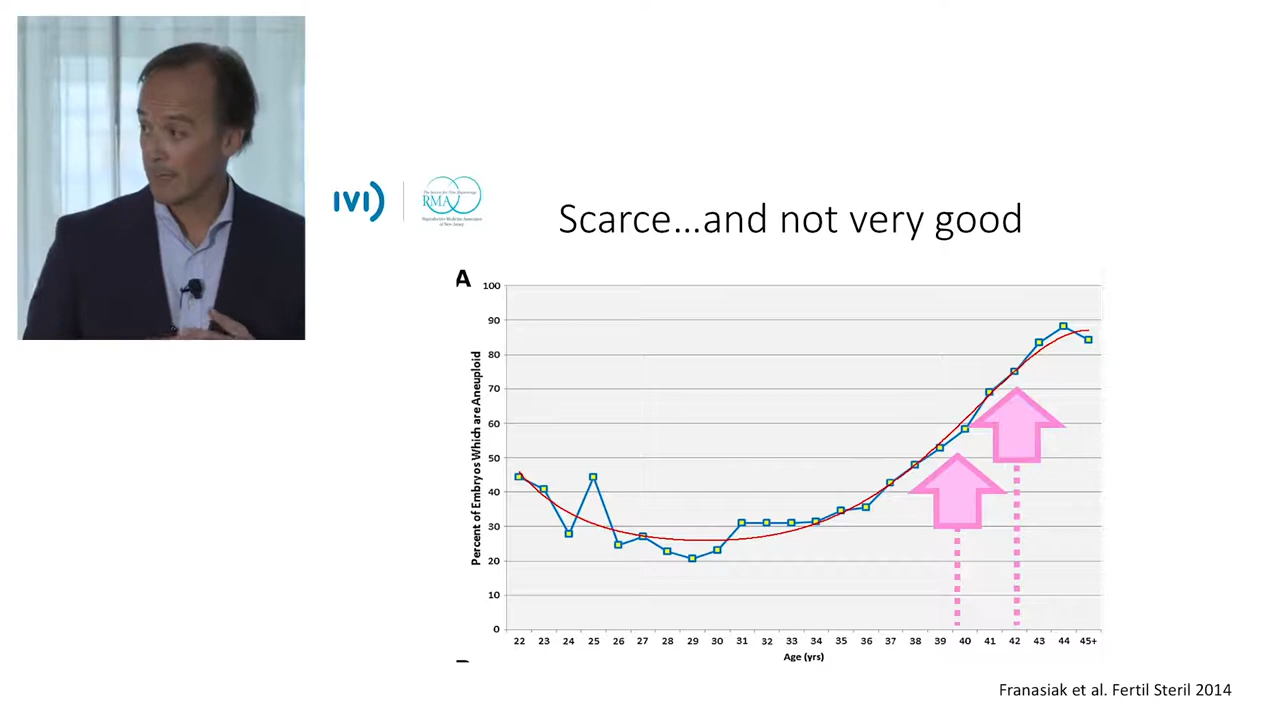 IVI
RMA
Reproductive Medicine Associates
of New Jersey
Scarce...and not very good
A
Percent of Embryos Which are Aneuploid
100
90
80
70
60
50
40
30
20
10
0
22 23 24 25 26 27 28 29 30 31 32 33 34 35 36 37 38 39 40 41 42 43 44 45+
Age (yrs)
Franasiak et al. Fertil Steril 2014